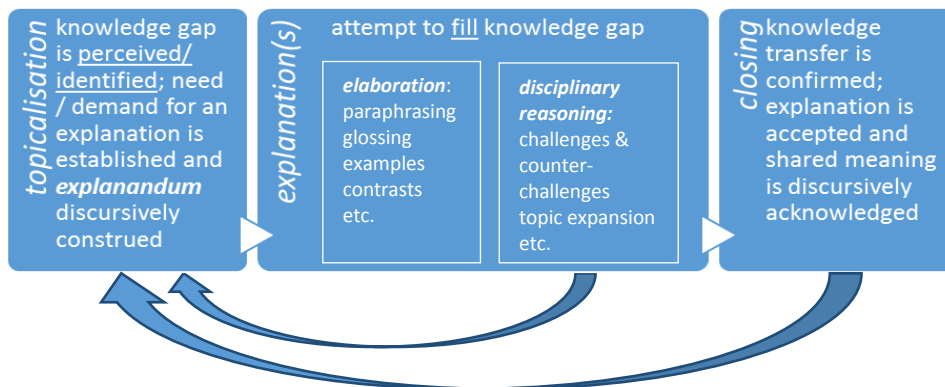 topicalisation
knowledge gap
is perceived/
identified; need
/ demand for an
explanation is
established and
explanandum
discursively
construed
explanation(s)
attempt to fill knowledge gap
elaboration:
paraphrasing
glossing
examples
contrasts
etc.
disciplinary
reasoning:
challenges &
counter-
challenges
topic expansion
etc.
closing
knowledge
transfer is
confirmed;
explanation is
accepted and
shared meaning
is discursively
acknowledged